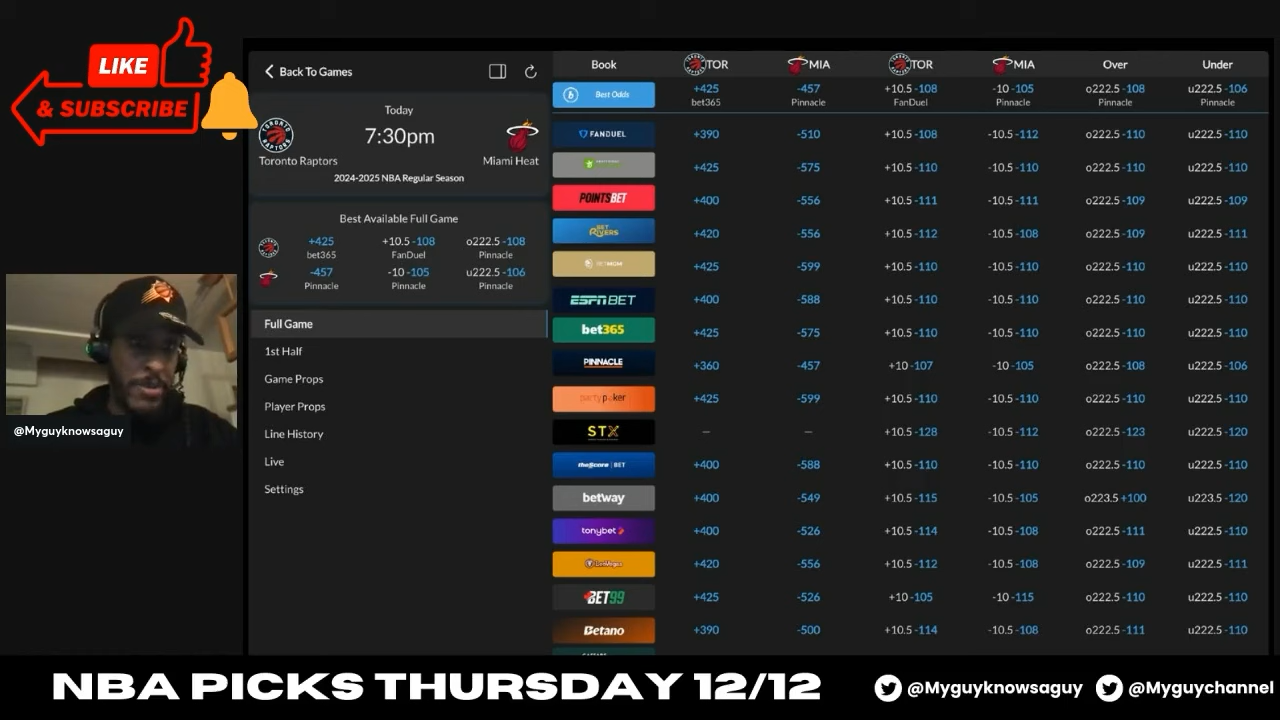 LIKE
& SUBSCRIBE
@Myguyknowsaguy
Back To Games
Today
7:30pm
Toronto Raptors
Miami Heat
2024-2025 NBA Regular Season
Best Available Full Game
+425 +10.5 -108 o222.5 -108
bet365 FanDuel Pinnacle
-457 -10 -105 u222.5 -106
Pinnacle Pinnacle Pinnacle
Full Game
1st Half
Game Props
Player Props
Line History
Live
Settings
Book TOR MIA TOR MIA Over Under
Best Odds +425 -457 +10.5 -108 -10 -105 o222.5 -108 u222.5 -106
bet365 Pinnacle FanDuel Pinnacle Pinnacle Pinnacle
FANDUEL +390 -510 +10.5 -108 -10.5 -112 o222.5 -110 u222.5 -110
+425 -575 +10.5 -110 -10.5 -110 o222.5 -110 u222.5 -110
POINTSBET +400 -556 +10.5 -111 -10.5 -111 o222.5 -109 u222.5 -109
BET RIVERS +420 -556 +10.5 -112 -10.5 -108 o222.5 -109 u222.5 -111
BETMGM +425 -599 +10.5 -110 -10.5 -110 o222.5 -110 u222.5 -110
ESPN BET +400 -588 +10.5 -110 -10.5 -110 o222.5 -110 u222.5 -110
bet365 +425 -575 +10.5 -110 -10.5 -110 o222.5 -110 u222.5 -110
PINNACLE +360 -457 +10 -107 -10 -105 o222.5 -108 u222.5 -106
partypoker +425 -599 +10.5 -110 -10.5 -110 o222.5 -110 u222.5 -110
STX — — +10.5 -128 -10.5 -112 o222.5 -123 u222.5 -120
theScore BET +400 -588 +10.5 -110 -10.5 -110 o222.5 -110 u222.5 -110
betway +400 -549 +10.5 -115 -10.5 -105 o223.5 +100 u223.5 -120
tonybet +400 -526 +10.5 -114 -10.5 -108 o222.5 -111 u222.5 -110
LeoVegas +420 -556 +10.5 -112 -10.5 -108 o222.5 -109 u222.5 -111
BET99 +425 -526 +10 -105 -10 -115 o222.5 -110 u222.5 -110
Betano +390 -500 +10.5 -114 -10.5 -108 o222.5 -111 u222.5 -110
NBA PICKS THURSDAY 12/12
@Myguyknowsaguy
@Myguychannel